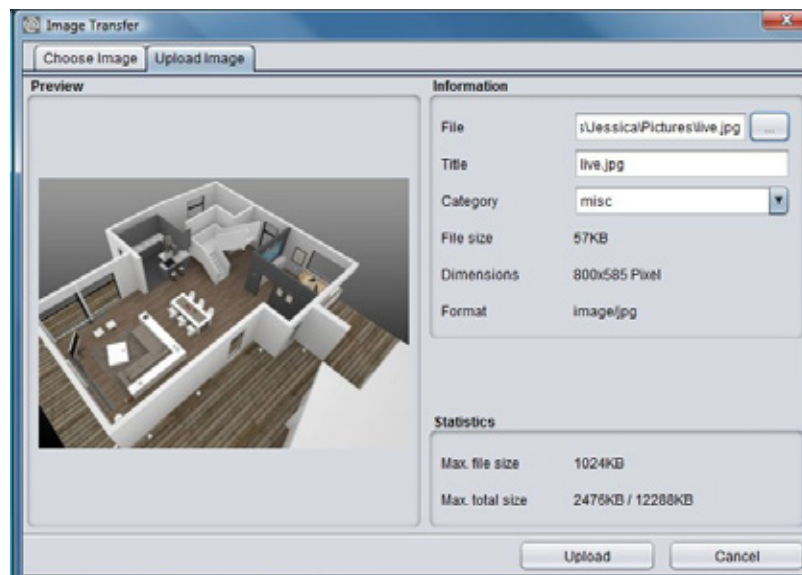 Image Transfer
Choose Image
Upload Image
Preview
Information
File
s\Jessica\Pictures\live.jpg
...
Title
live.jpg
Category
misc
File size
57KB
Dimensions
800x585 Pixel
Format
image/jpg
Statistics
Max. file size
1024KB
Max. total size
2476KB / 12288KB
Upload
Cancel